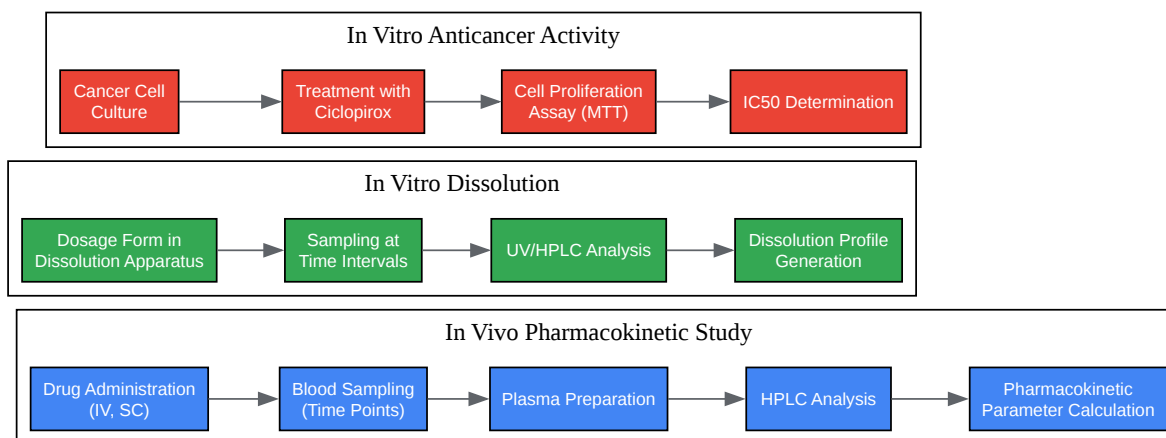 In Vitro Anticancer Activity
Cancer Cell
Culture
Treatment with
Ciclopirox
Cell Proliferation
Assay (MTT)
IC50 Determination
In Vitro Dissolution
Dosage Form in
Dissolution Apparatus
Sampling at
Time Intervals
UV/HPLC Analysis
Dissolution Profile
Generation
In Vivo Pharmacokinetic Study
Drug Administration
(IV, SC)
Blood Sampling
(Time Points)
Plasma Preparation
HPLC Analysis
Pharmacokinetic
Parameter Calculation